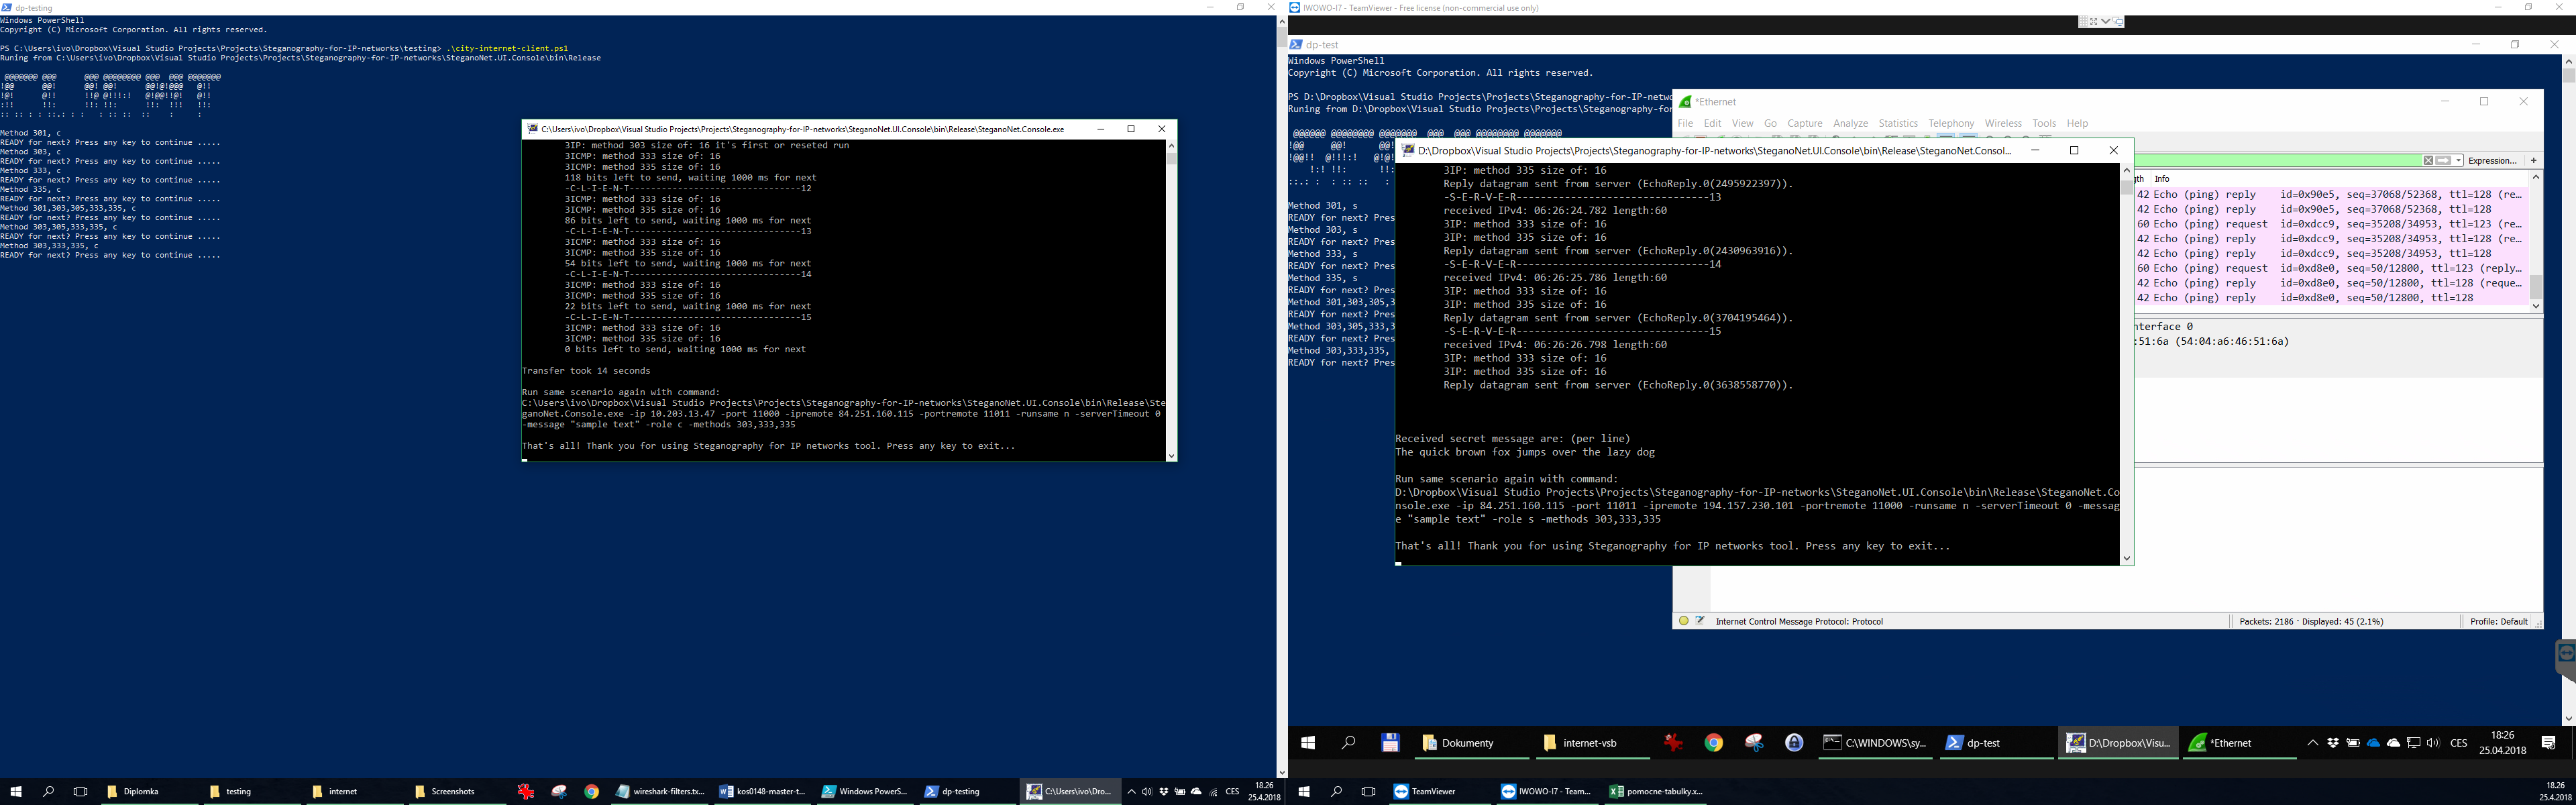 dp-testing
Windows PowerShell
Copyright (C) Microsoft Corporation. All rights reserved.
PS C:\Users\ivo\Dropbox\Visual Studio Projects\Projects\Steganography-for-IP-networks\testing> .\city-internet-client.ps1
Runing from C:\Users\ivo\Dropbox\Visual Studio Projects\Projects\Steganography-for-IP-networks\SteganoNet.UI.Console\bin\Release
Method 301, c
READY for next? Press any key to continue .....
Method 303, c
READY for next? Press any key to continue .....
Method 333, c
READY for next? Press any key to continue .....
Method 335, c
READY for next? Press any key to continue .....
Method 301,303,305,333,335, c
READY for next? Press any key to continue .....
Method 303,305,333,335, c
READY for next? Press any key to continue .....
Method 303,333,335, c
READY for next? Press any key to continue .....
C:\Users\ivo\Dropbox\Visual Studio Projects\Projects\Steganography-for-IP-networks\SteganoNet.UI.Console\bin\Release\SteganoNet.Console.exe
3IP: method 303 size of: 16 it's first or reseted run
3ICMP: method 333 size of: 16
3ICMP: method 335 size of: 16
118 bits left to send, waiting 1000 ms for next
-C-L-I-E-N-T--------------------------------12
3ICMP: method 333 size of: 16
3ICMP: method 335 size of: 16
86 bits left to send, waiting 1000 ms for next
-C-L-I-E-N-T--------------------------------13
3ICMP: method 333 size of: 16
3ICMP: method 335 size of: 16
54 bits left to send, waiting 1000 ms for next
-C-L-I-E-N-T--------------------------------14
3ICMP: method 333 size of: 16
3ICMP: method 335 size of: 16
22 bits left to send, waiting 1000 ms for next
-C-L-I-E-N-T--------------------------------15
3ICMP: method 333 size of: 16
3ICMP: method 335 size of: 16
0 bits left to send, waiting 1000 ms for next
Transfer took 14 seconds
Run same scenario again with command:
C:\Users\ivo\Dropbox\Visual Studio Projects\Projects\Steganography-for-IP-networks\SteganoNet.UI.Console\bin\Release\Ste
ganoNet.Console.exe -ip 10.203.13.47 -port 11000 -ipremote 84.251.160.115 -portremote 11011 -runsame n -serverTimeout 0
-message "sample text" -role c -methods 303,333,335
That's all! Thank you for using Steganography for IP networks tool. Press any key to exit...
Diplomka
testing
internet
Screenshots
wireshark-filters.tx...
kos0148-master-t...
Windows PowerS...
dp-testing
C:\Users\ivo\Dro...
CES
18.26
25.4.2018
IWOWO-I7 - TeamViewer - Free license (non-commercial use only)
dp-test
Windows PowerShell
Copyright (C) Microsoft Corporation. All rights reserved.
PS D:\Dropbox\Visual Studio Projects\Projects\Steganography-for-IP-netw
Runing from D:\Dropbox\Visual Studio Projects\Projects\Steganography-for
Method 301, s
READY for next? Pres
Method 303, s
READY for next? Pres
Method 333, s
READY for next? Pres
Method 335, s
READY for next? Pres
Method 301,303,305,3
READY for next? Pres
Method 303,305,333,3
READY for next? Pres
Method 303,333,335,
READY for next? Pres
*Ethernet
File Edit View Go Capture Analyze Statistics Telephony Wireless Tools Help
Expression... +
gth Info
42 Echo (ping) reply id=0x90e5, seq=37068/52368, ttl=128 (re...
42 Echo (ping) reply id=0x90e5, seq=37068/52368, ttl=128
60 Echo (ping) request id=0xdcc9, seq=35208/34953, ttl=123 (re...
42 Echo (ping) reply id=0xdcc9, seq=35208/34953, ttl=128 (re...
42 Echo (ping) reply id=0xdcc9, seq=35208/34953, ttl=128
60 Echo (ping) request id=0xd8e0, seq=50/12800, ttl=123 (reply...
42 Echo (ping) reply id=0xd8e0, seq=50/12800, ttl=128 (reque...
42 Echo (ping) reply id=0xd8e0, seq=50/12800, ttl=128
nterface 0
:51:6a (54:04:a6:46:51:6a)
Internet Control Message Protocol: Protocol
Packets: 2186 · Displayed: 45 (2.1%)
Profile: Default
D:\Dropbox\Visual Studio Projects\Projects\Steganography-for-IP-networks\SteganoNet.UI.Console\bin\Release\SteganoNet.Consol...
3IP: method 335 size of: 16
Reply datagram sent from server (EchoReply.0(2495922397)).
-S-E-R-V-E-R--------------------------------13
received IPv4: 06:26:24.782 length:60
3IP: method 333 size of: 16
3IP: method 335 size of: 16
Reply datagram sent from server (EchoReply.0(2430963916)).
-S-E-R-V-E-R--------------------------------14
received IPv4: 06:26:25.786 length:60
3IP: method 333 size of: 16
3IP: method 335 size of: 16
Reply datagram sent from server (EchoReply.0(3704195464)).
-S-E-R-V-E-R--------------------------------15
received IPv4: 06:26:26.798 length:60
3IP: method 333 size of: 16
3IP: method 335 size of: 16
Reply datagram sent from server (EchoReply.0(3638558770)).
Received secret message are: (per line)
The quick brown fox jumps over the lazy dog
Run same scenario again with command:
D:\Dropbox\Visual Studio Projects\Projects\Steganography-for-IP-networks\SteganoNet.UI.Console\bin\Release\SteganoNet.Co
nsole.exe -ip 84.251.160.115 -port 11011 -ipremote 194.157.230.101 -portremote 11000 -runsame n -serverTimeout 0 -messag
e "sample text" -role s -methods 303,333,335
That's all! Thank you for using Steganography for IP networks tool. Press any key to exit...
Dokumenty
internet-vsb
C:\WINDOWS\sy...
dp-test
D:\Dropbox\Visu...
*Ethernet
CES
18:26
25.04.2018
TeamViewer
IWOWO-I7 - Team...
pomocne-tabulky.x...
18.26
25.4.2018